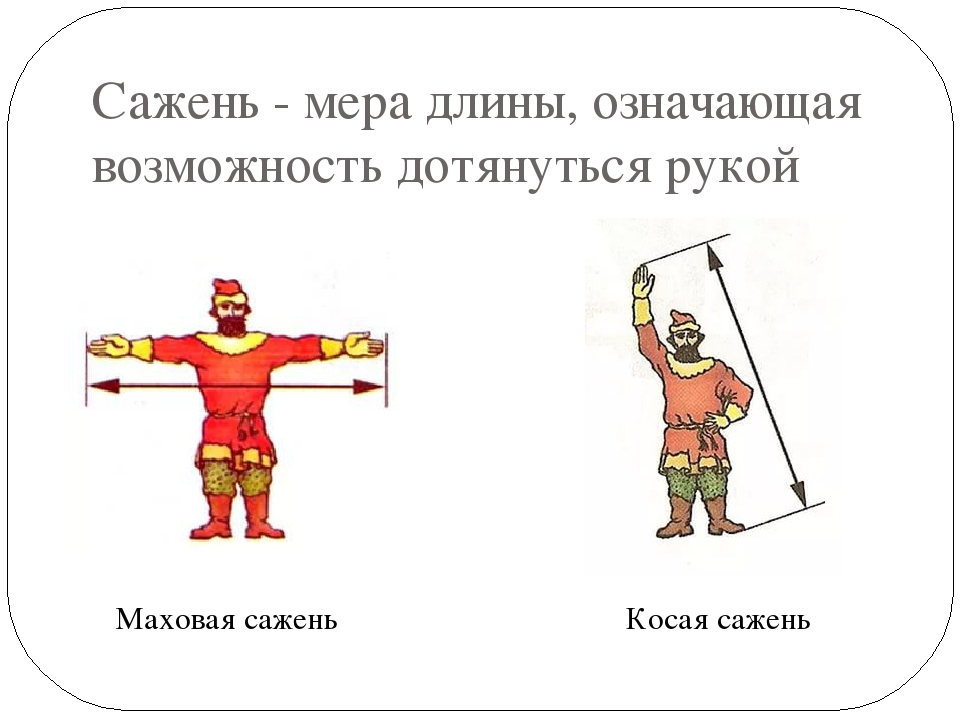 Сажень - мера длины, означающая
возможность дотянуться рукой
Маховая сажень
Косая сажень